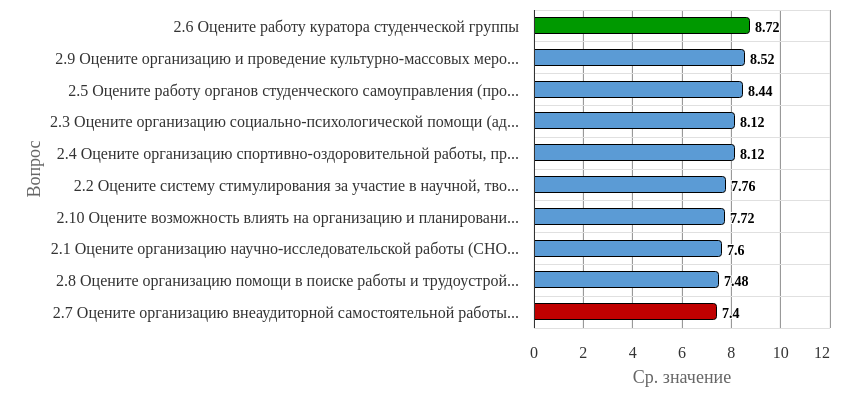 2.6 Оцените работу куратора студенческой группы 8.72
2.9 Оцените организацию и проведение культурно-массовых меро... 8.52
2.5 Оцените работу органов студенческого самоуправления (про... 8.44
2.3 Оцените организацию социально-психологической помощи (ад... 8.12
2.4 Оцените организацию спортивно-оздоровительной работы, пр... 8.12
2.2 Оцените систему стимулирования за участие в научной, тво... 7.76
2.10 Оцените возможность влиять на организацию и планировани... 7.72
2.1 Оцените организацию научно-исследовательской работы (СНО... 7.6
2.8 Оцените организацию помощи в поиске работы и трудоустрой... 7.48
2.7 Оцените организацию внеаудиторной самостоятельной работы... 7.4
Вопрос
0 2 4 6 8 10 12
Ср. значение